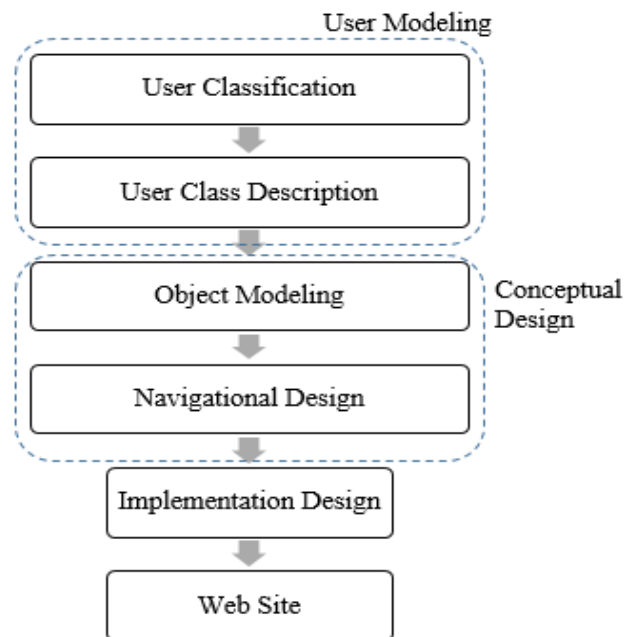 User Modeling
User Classification
User Class Description
Object Modeling
Conceptual
Design
Navigational Design
Implementation Design
Web Site